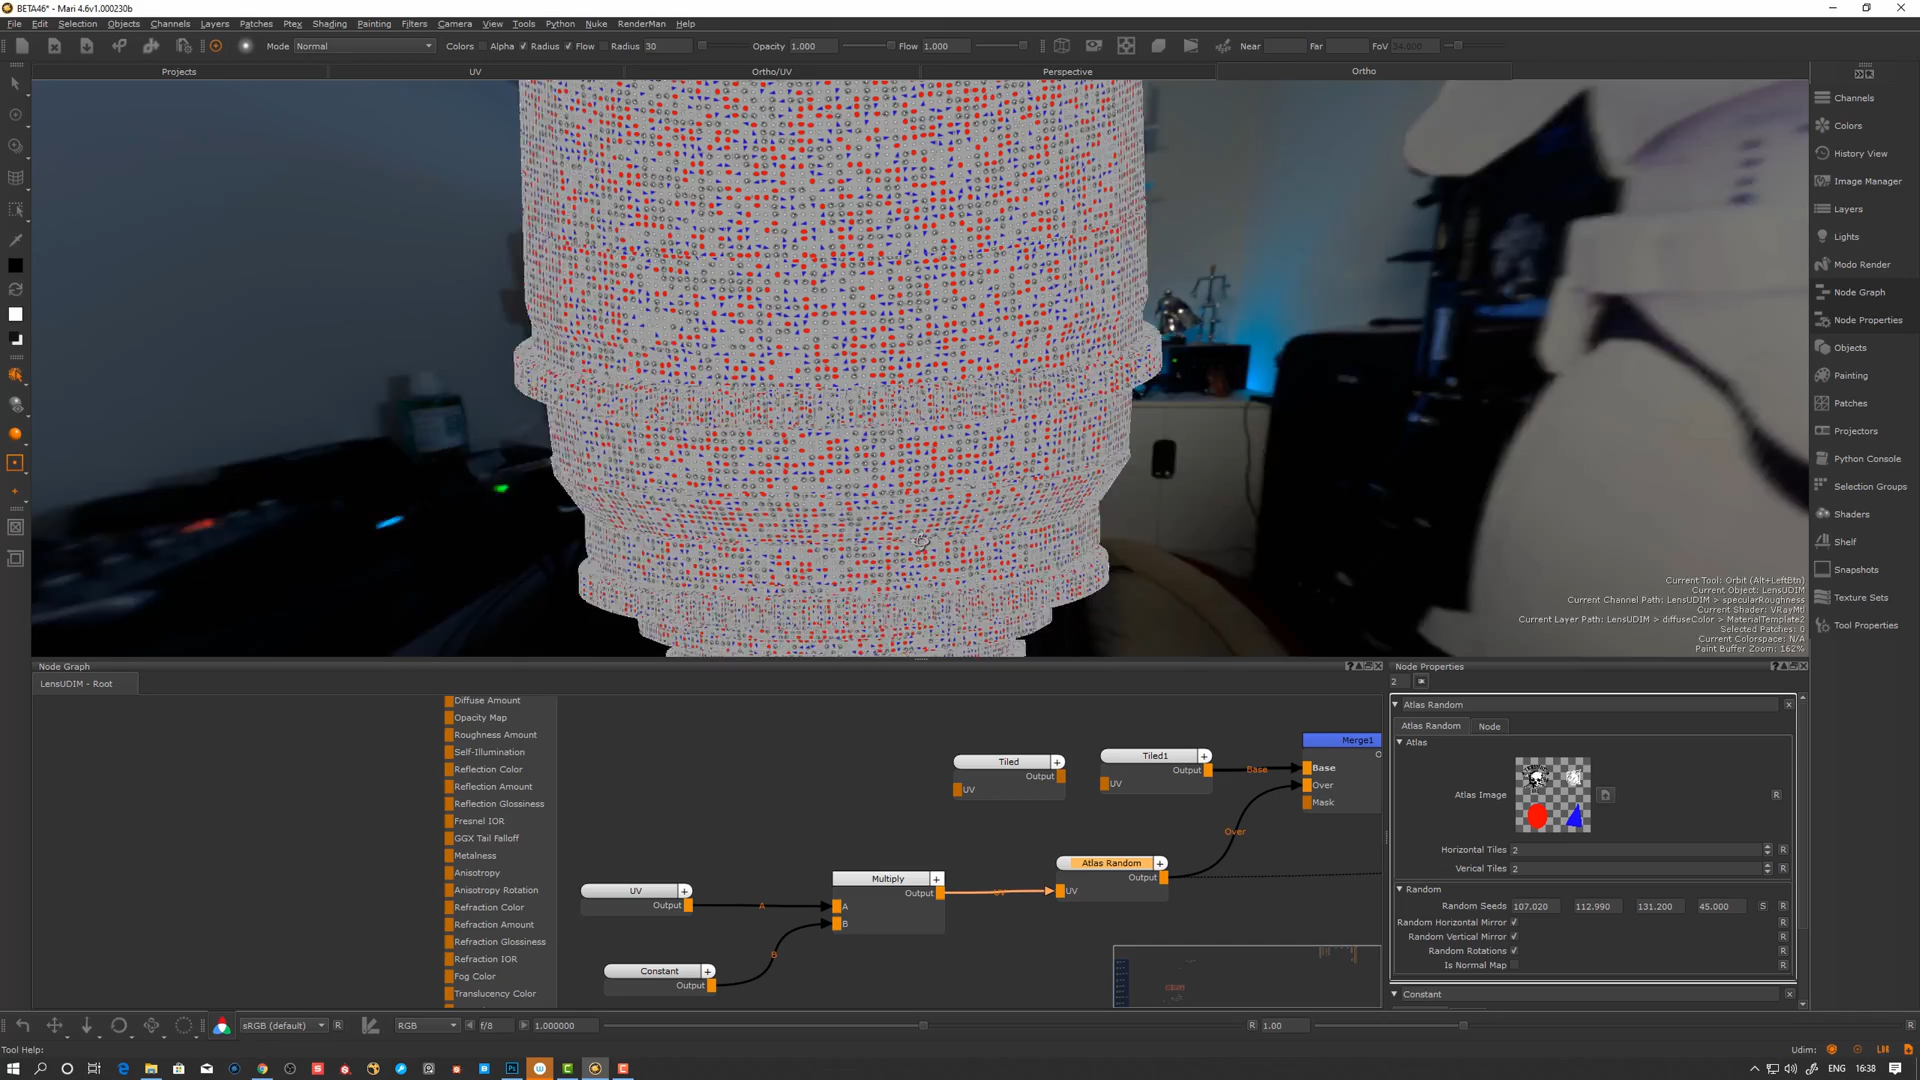 BETA46* - Mari 4.6v1.000230b
File Edit Selection Objects Channels Layers Patches Ptex Shading Painting Filters Camera View Tools Python Nuke RenderMan Help
Mode Normal Colors Alpha Radius Flow Radius 30 Opacity 1.000 Flow 1.000 Near Far FoV 34.000
Projects UV Ortho/UV Perspective Ortho
Channels
Colors
History View
Image Manager
Layers
Lights
Modo Render
Node Graph
Node Properties
Objects
Painting
Patches
Projectors
Python Console
Selection Groups
Shaders
Shelf
Snapshots
Texture Sets
Tool Properties
Current Tool: Orbit (Alt+LeftBtn)
Current Object: LensUDIM
Current Channel Path: LensUDIM > specularRoughness
Current Shader: VRayMtl
Current Layer Path: LensUDIM > diffuseColor > MaterialTemplate2
Selected Patches: 0
Current Colorspace: N/A
Paint Buffer Zoom: 162%
Node Graph
LensUDIM - Root
Diffuse Amount
Opacity Map
Roughness Amount
Self-Illumination
Reflection Color
Reflection Amount
Reflection Glossiness
Fresnel IOR
GGX Tail Falloff
Metalness
Anisotropy
Anisotropy Rotation
Refraction Color
Refraction Amount
Refraction Glossiness
Refraction IOR
Fog Color
Translucency Color
UV +
Output
A
Constant +
Output
B
Multiply +
Output
A
B
UV
Tiled +
Output
UV
Tiled1 +
Output
UV
Base
Over
Atlas Random +
Output
UV
Merge1
Base
Over
Mask
Node Properties
2
Atlas Random
Atlas Random Node
Atlas
Atlas Image R
Horizontal Tiles 2 R
Verical Tiles 2 R
Random
Random Seeds 107.020 112.990 131.200 45.000 S R
Random Horizontal Mirror R
Random Vertical Mirror R
Random Rotations R
Is Normal Map R
Constant
sRGB (default) R RGB f/8 1.000000 R 1.00 R
Tool Help:
Udim:
ENG 16:38